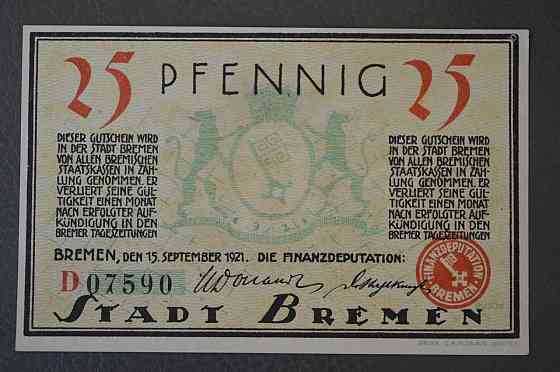 25 PFENNIG 25
DIESER GUTSCHEIN WIRD
IN DER STADT BREMEN
VON ALLEN BREMISCHEN
STAATSKASSEN IN ZAH-
LUNG GENOMMEN. ER
VERLIERT SEINE GÜL-
TIGKEIT EINEN MONAT
NACH ERFOLGTER AUF-
KÜNDIGUNG IN DEN
BREMER TAGESZEITUNGEN
DIESER GUTSCHEIN WIRD
IN DER STADT BREMEN
VON ALLEN BREMISCHEN
STAATSKASSEN IN ZAH-
LUNG GENOMMEN. ER
VERLIERT SEINE GÜL-
TIGKEIT EINEN MONAT
NACH ERFOLGTER AUF-
KÜNDIGUNG IN DEN
BREMER TAGESZEITUNGEN
BREMEN, DEN 15. SEPTEMBER 1921. DIE FINANZDEPUTATION:
D 07590
FINANZDEPUTATION
BREMEN
STADT BREMEN